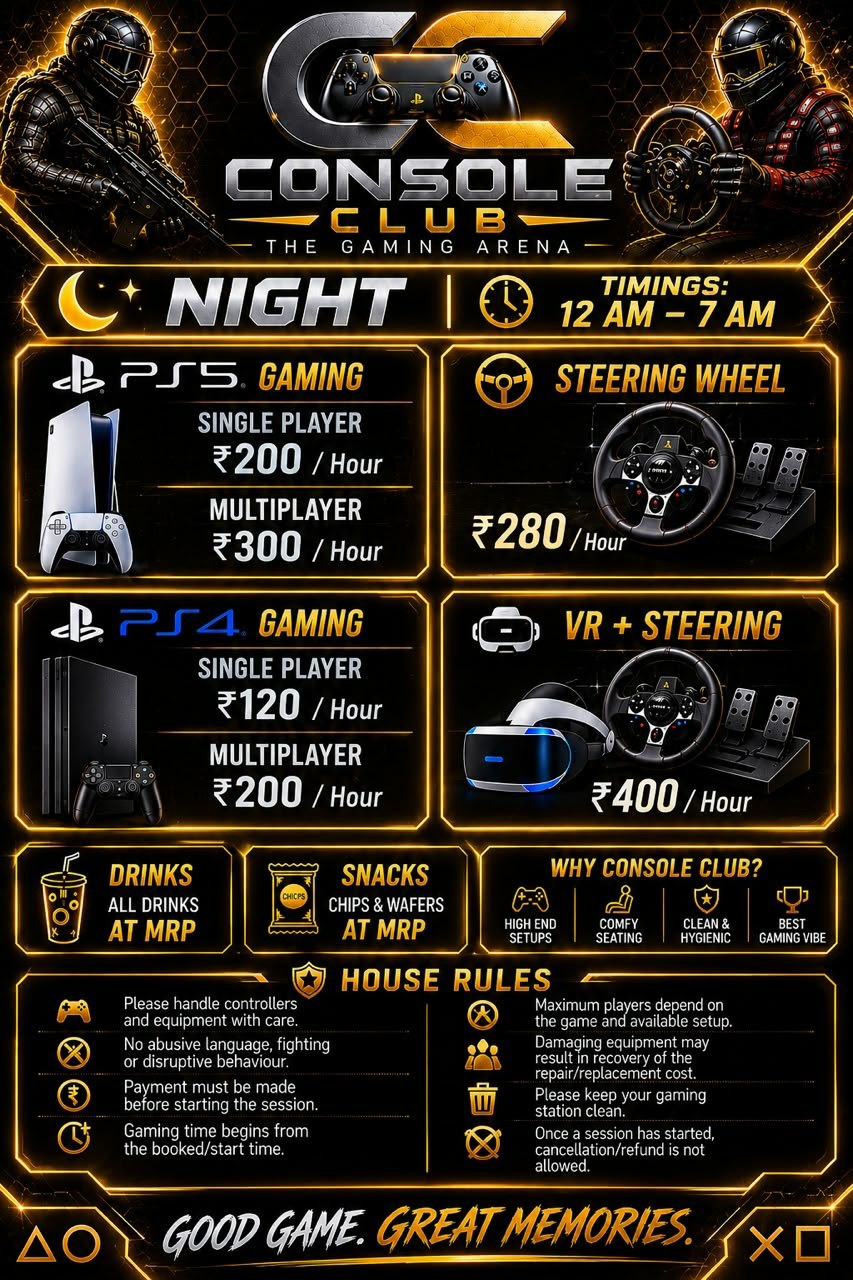 CONSOLE
CLUB
THE GAMING ARENA
NIGHT
TIMINGS:
12 AM – 7 AM
PS5 GAMING
SINGLE PLAYER
₹200 / Hour
MULTIPLAYER
₹300 / Hour
STEERING WHEEL
₹280 / Hour
PS4 GAMING
SINGLE PLAYER
₹120 / Hour
MULTIPLAYER
₹200 / Hour
VR + STEERING
₹400 / Hour
DRINKS
ALL DRINKS
AT MRP
CHICPS
SNACKS
CHIPS & WAFERS
AT MRP
WHY CONSOLE CLUB?
HIGH END
SETUPS
COMFY
SEATING
CLEAN &
HYGIENIC
BEST
GAMING VIBE
HOUSE RULES
Please handle controllers
and equipment with care.
No abusive language, fighting
or disruptive behaviour.
Payment must be made
before starting the session.
Gaming time begins from
the booked/start time.
Maximum players depend on
the game and available setup.
Damaging equipment may
result in recovery of the
repair/replacement cost.
Please keep your gaming
station clean.
Once a session has started,
cancellation/refund is not
allowed.
GOOD GAME. GREAT MEMORIES.